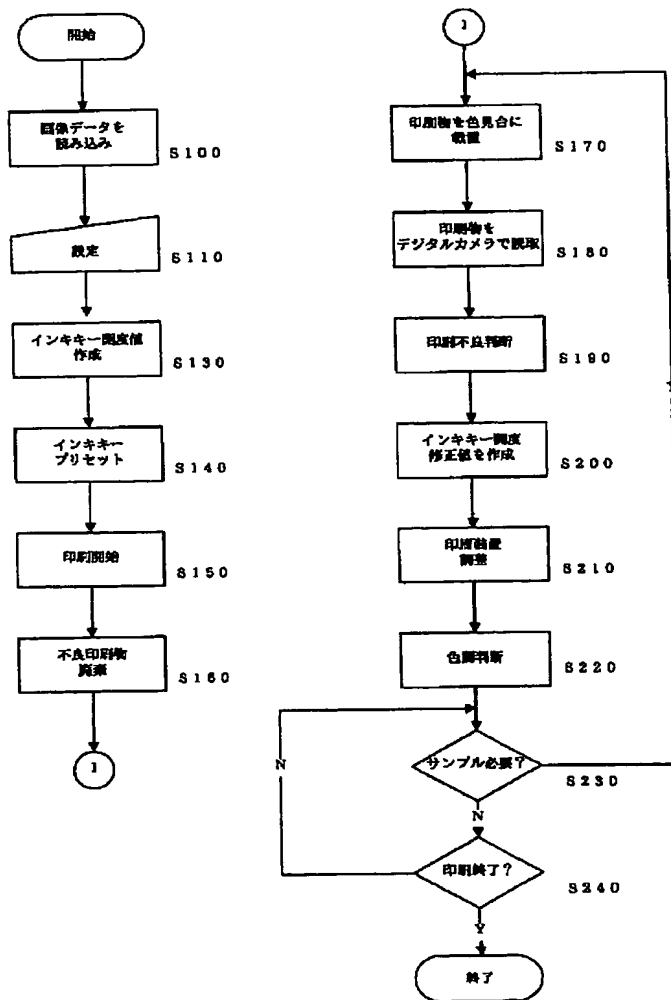 開始
画像データを
読み込み
S100
設定
S110
インキキー開度値
作成
S130
インキキー
プリセット
S140
印刷開始
S150
不良印刷物
廃棄
S160
1
1
印刷物を色見台に
載置
S170
印刷物を
デジタルカメラで読取
S180
印刷不良判断
S190
インキキー開度
修正値を作成
S200
印刷装置
調整
S210
色調判断
S220
サンプル必要?
S230
N
N
印刷終了?
S240
Y
終了